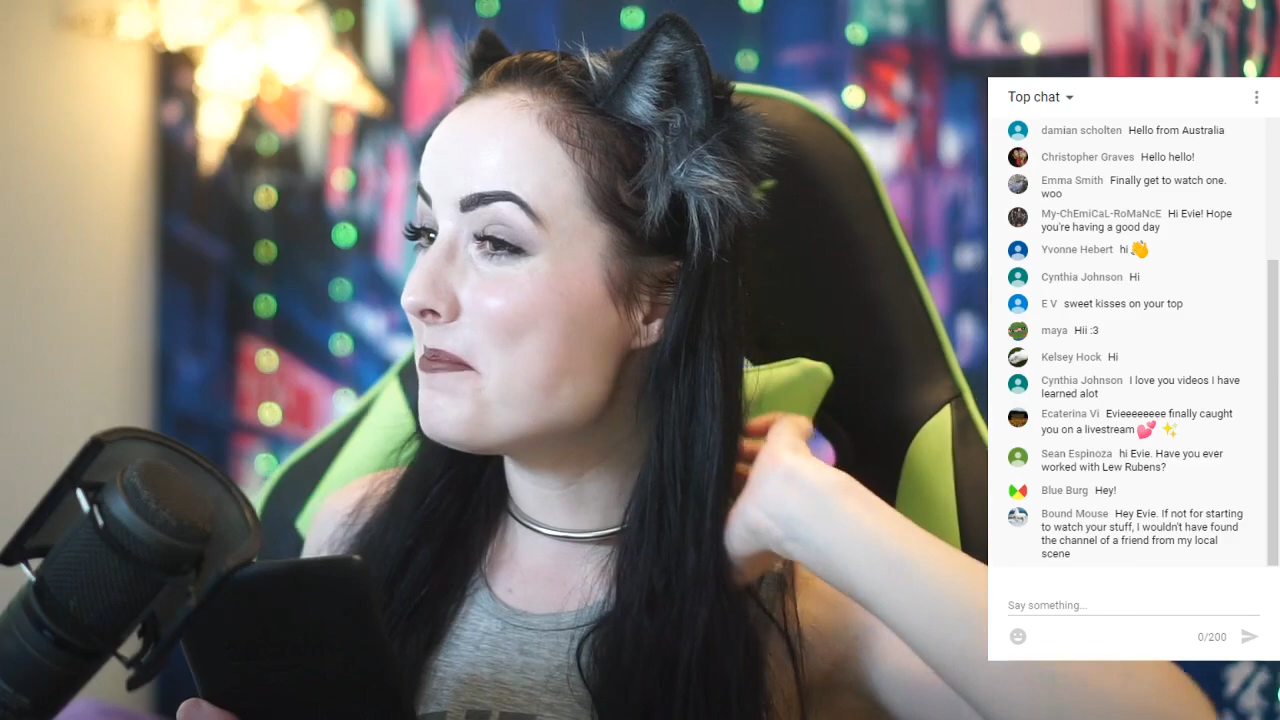 Top chat
damian scholten Hello from Australia
Christopher Graves Hello hello!
Emma Smith Finally get to watch one.
woo
My-ChEmiCaL-RoMaNcE Hi Evie! Hope
you're having a good day
Yvonne Hebert hi 👋
Cynthia Johnson Hi
E V sweet kisses on your top
maya Hii :3
Kelsey Hock Hi
Cynthia Johnson I love you videos I have
learned alot
Ecaterina Vi Evieeeeeeee finally caught
you on a livestream 💕 ✨
Sean Espinoza hi Evie. Have you ever
worked with Lew Rubens?
Blue Burg Hey!
Bound Mouse Hey Evie. If not for starting
to watch your stuff, I wouldn't have found
the channel of a friend from my local
scene
Say something...
0/200